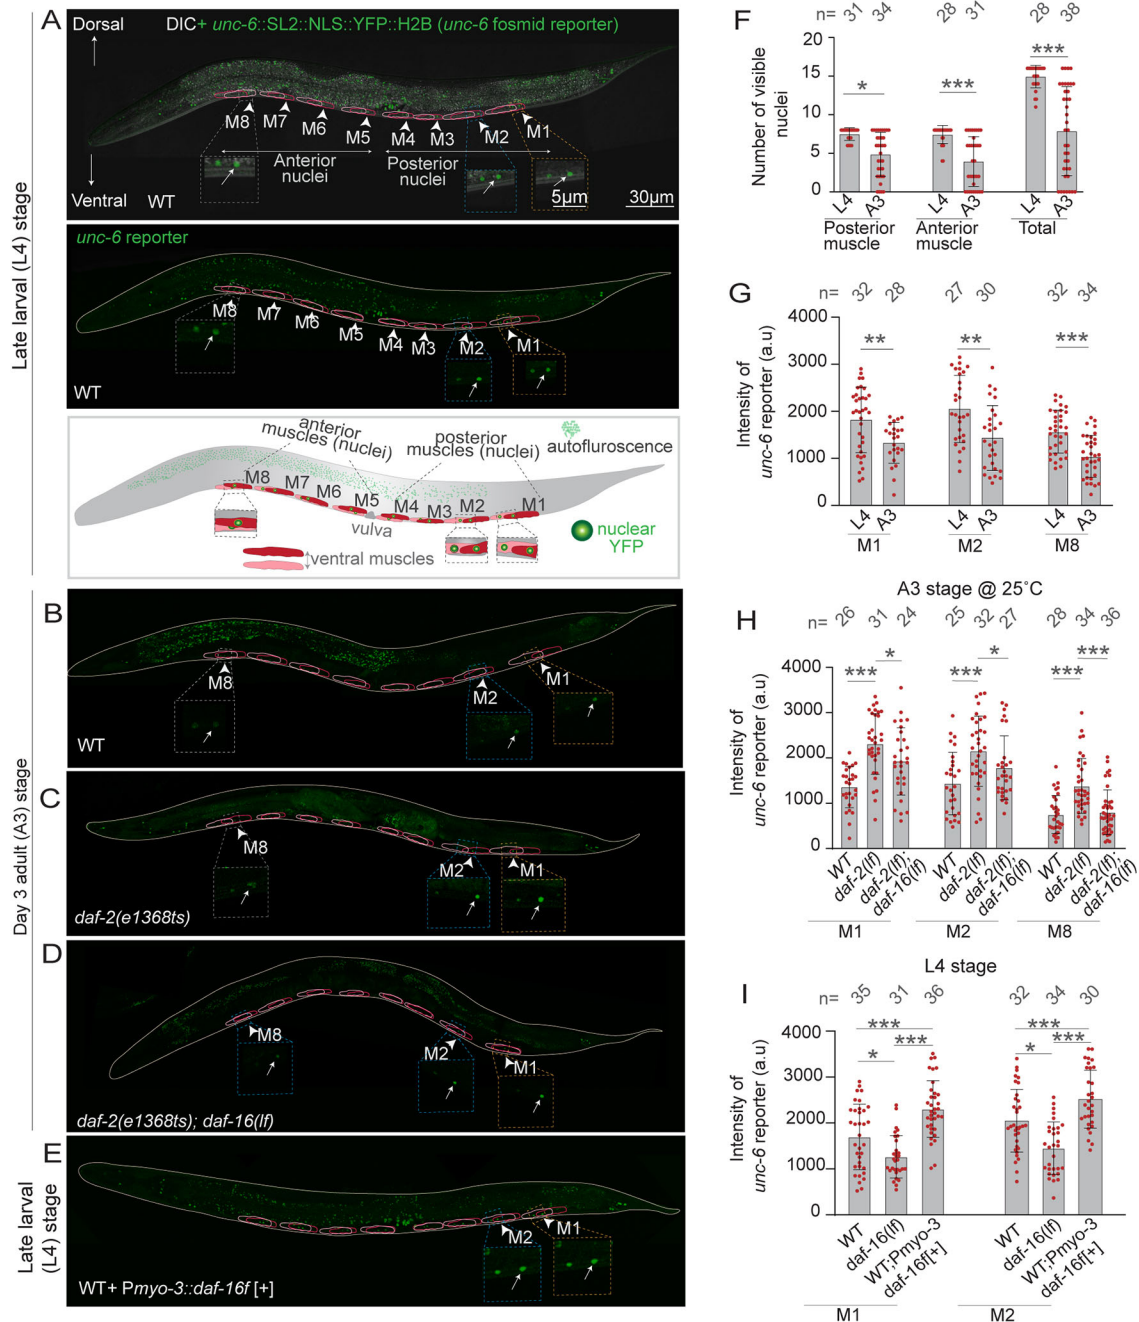 A
Dorsal
DIC+ unc-6::SL2::NLS::YFP::H2B (unc-6 fosmid reporter)
M8
M7
M6
M5
M4
M3
M2
M1
Anterior
nuclei
Posterior
nuclei
Ventral
WT
5µm
30µm
unc-6 reporter
M8
M7
M6
M5
M4
M3
M2
M1
WT
Late larval (L4) stage
anterior
muscles (nuclei)
posterior
muscles (nuclei)
autofluroscence
M8
M7
M6
M5
M4
M3
M2
M1
vulva
nuclear
YFP
ventral muscles
B
M8
M2
M1
WT
C
M8
M2
M1
daf-2(e1368ts)
Day 3 adult (A3) stage
D
M8
M2
M1
daf-2(e1368ts); daf-16(lf)
E
Late larval
(L4) stage
M2
M1
WT+ Pmyo-3::daf-16f [+]
F
n= 31 34 28 31 28 38
Number of visible
nuclei
20
15
10
5
0
* *** ***
L4 A3 L4 A3 L4 A3
Posterior
muscle
Anterior
muscle
Total
G
n= 32 28 27 30 32 34
Intensity of
unc-6 reporter (a.u)
4000
3000
2000
1000
0
** ** ***
L4 A3 L4 A3 L4 A3
M1 M2 M8
A3 stage @ 25˚C
H
n= 26 31 24 25 32 27 28 34 36
Intensity of
unc-6 reporter (a.u)
4000
3000
2000
1000
0
*** * *** * *** ***
WT daf-2(lf) daf-2(lf); daf-16(lf)
WT daf-2(lf) daf-2(lf); daf-16(lf)
WT daf-2(lf) daf-2(lf); daf-16(lf)
M1 M2 M8
L4 stage
I
n= 35 31 36 32 34 30
Intensity of
unc-6 reporter (a.u)
4000
3000
2000
1000
0
*** * *** *** * ***
WT daf-16(lf) WT;Pmyo-3 daf-16f[+]
WT daf-16(lf) WT;Pmyo-3 daf-16f[+]
M1 M2